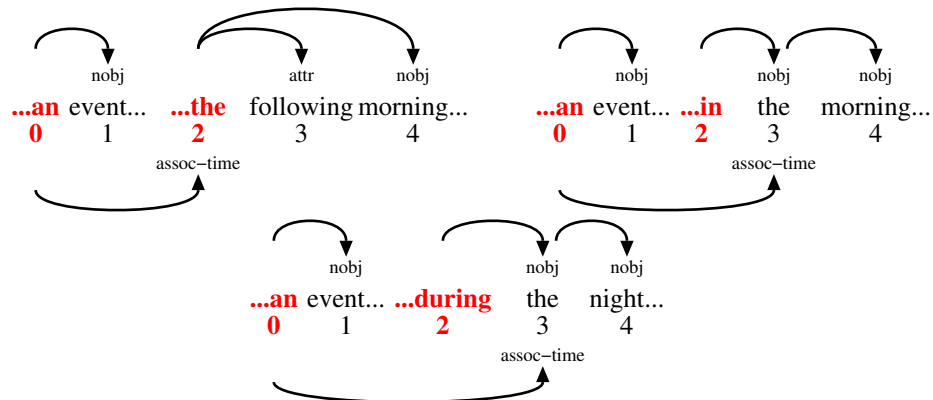 nobj attr nobj
...an event... ...the following morning...
0 1 2 3 4
assoc−time
nobj nobj nobj
...an event... ...in the morning...
0 1 2 3 4
assoc−time
nobj nobj nobj
...an event... ...during the night...
0 1 2 3 4
assoc−time